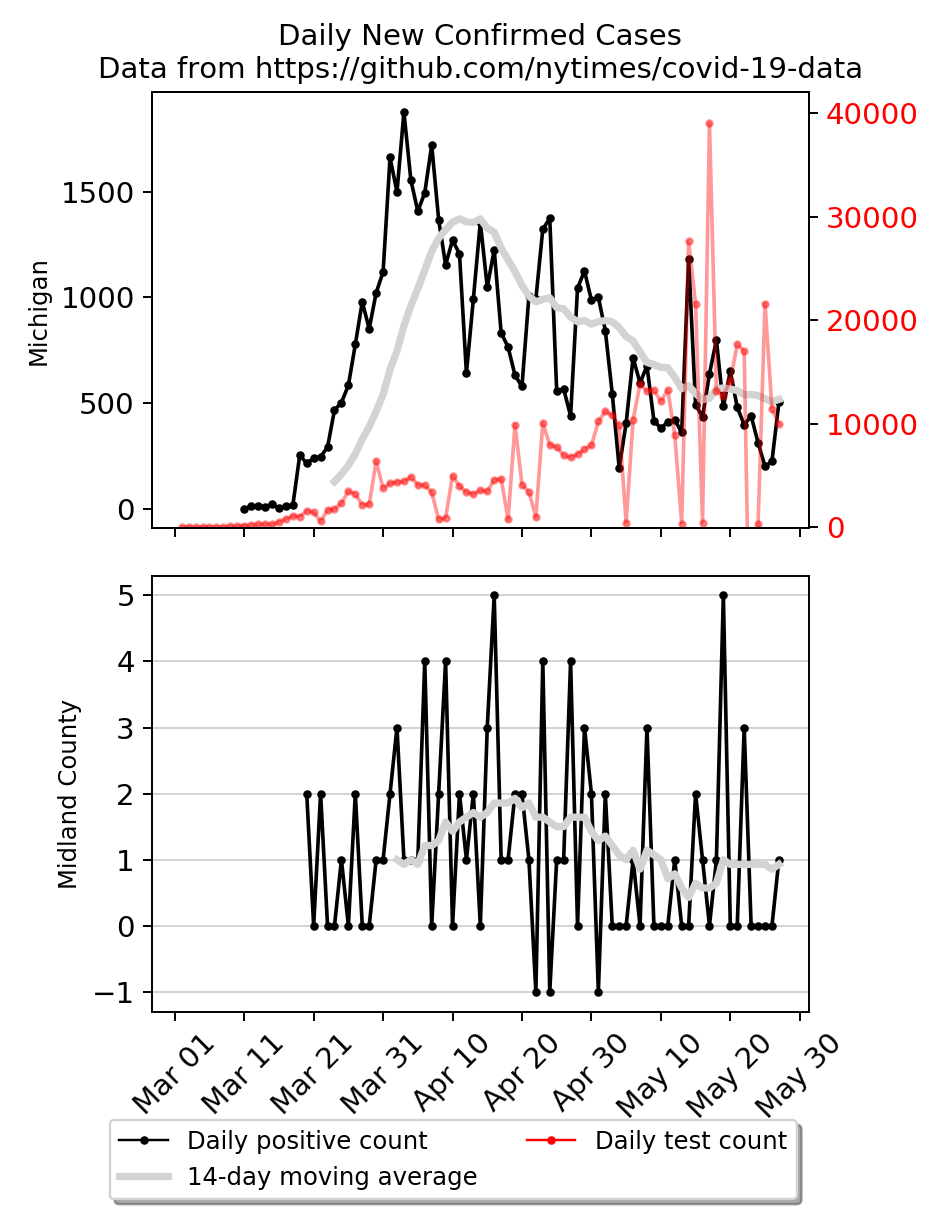 Daily New Confirmed Cases
Data from https://github.com/nytimes/covid-19-data
40000
1500
30000
1000
20000
500
10000
0
0
Michigan
5
4
3
2
1
0
−1
Midland County
Mar 01
Mar 11
Mar 21
Mar 31
Apr 10
Apr 20
Apr 30
May 10
May 20
May 30
Daily positive count
Daily test count
14-day moving average